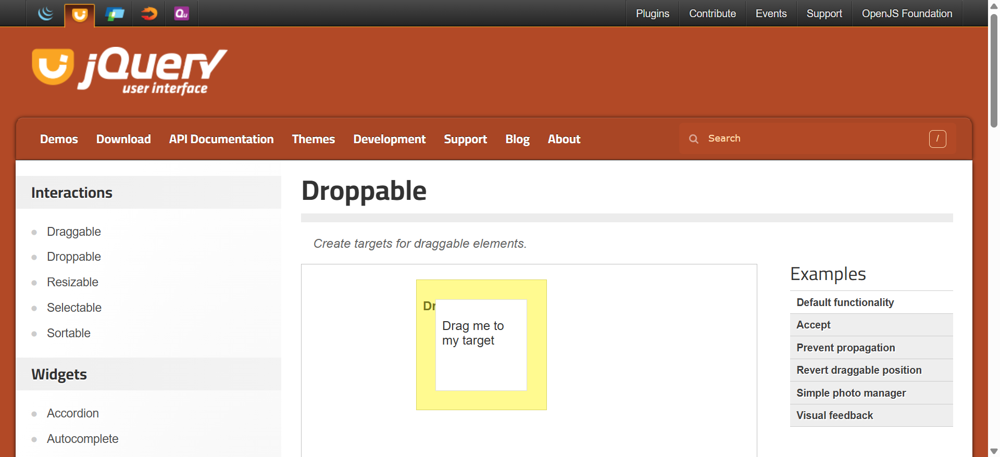 Qu
Plugins
Contribute
Events
Support
OpenJS Foundation
jQuery
user interface
Demos
Download
API Documentation
Themes
Development
Support
Blog
About
Search
/
Interactions
Draggable
Droppable
Resizable
Selectable
Sortable
Widgets
Accordion
Autocomplete
Droppable
Create targets for draggable elements.
Dr
Drag me to
my target
Examples
Default functionality
Accept
Prevent propagation
Revert draggable position
Simple photo manager
Visual feedback